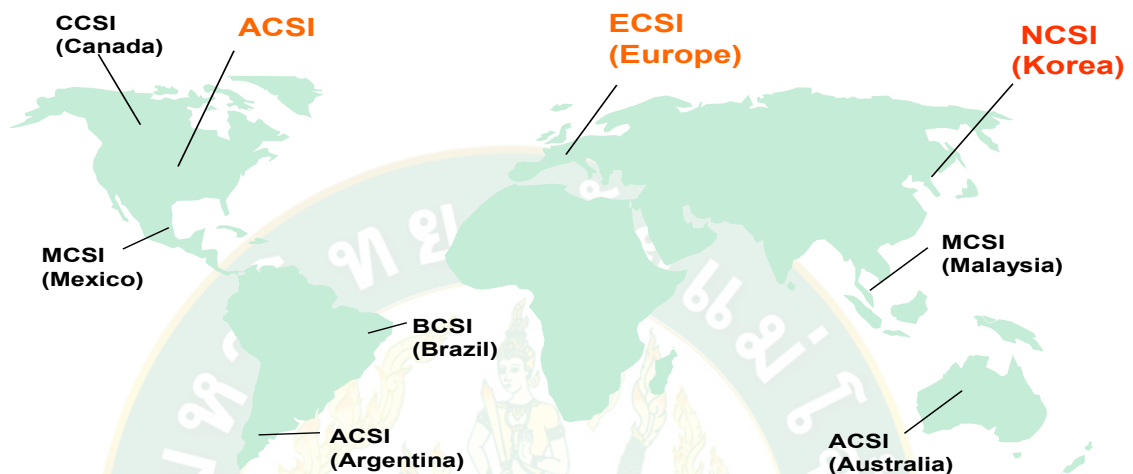 CCSI
(Canada)
ACSI
ECSI
(Europe)
NCSI
(Korea)
MCSI
(Mexico)
MCSI
(Malaysia)
BCSI
(Brazil)
ACSI
(Argentina)
ACSI
(Australia)